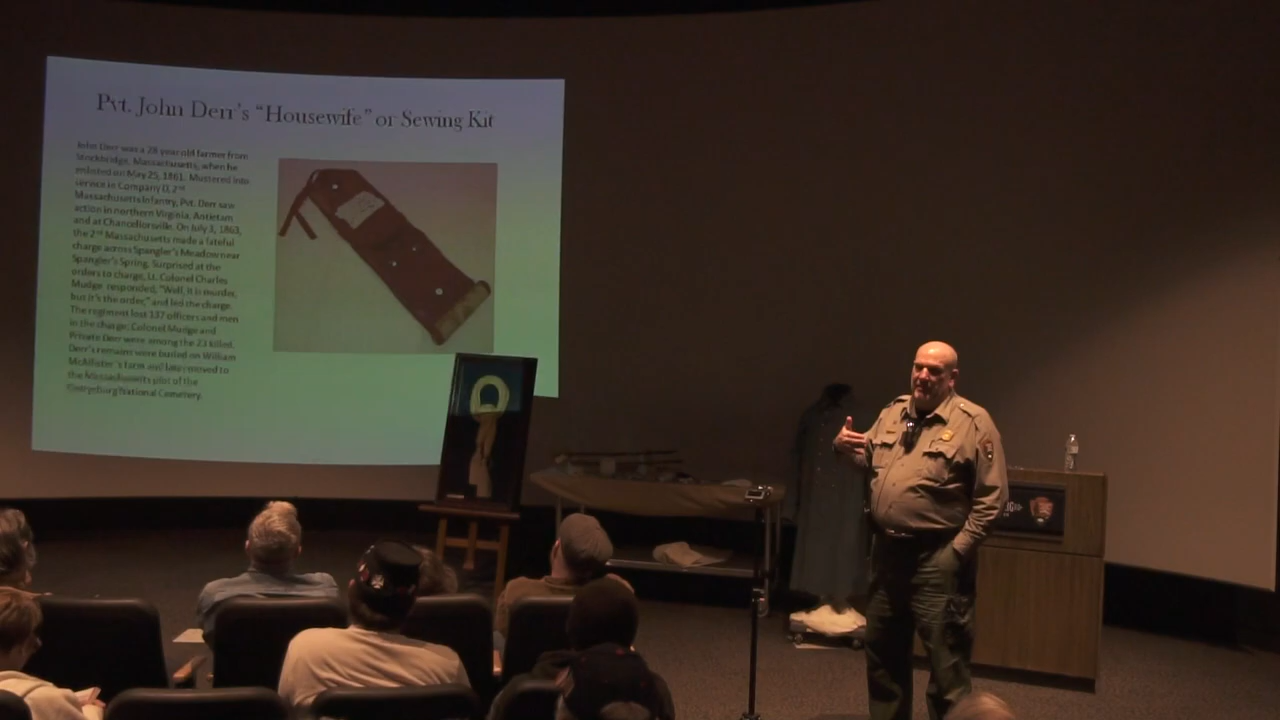 Pvt. John Derr's “Housewife” or Sewing Kit
John Derr was a 28 year old farmer from
Stockbridge, Massachusetts, when he
enlisted on May 25, 1861. Mustered into
service in Company D, 2nd
Massachusetts Infantry, Pvt. Derr saw
action in northern Virginia, Antietam
and at Chancellorsville. On July 3, 1863,
the 2nd Massachusetts made a fateful
charge across Spangler's Meadow near
Spangler's Spring. Surprised at the
orders to charge, Lt. Colonel Charles
Mudge responded, "Well, it is murder,
but it's the order," and led the charge.
The regiment lost 137 officers and men
in the charge; Colonel Mudge and
Private Derr were among the 23 killed.
Derr's remains were buried on William
McAllister's farm and later moved to
the Massachusetts plot of the
Gettysburg National Cemetery.